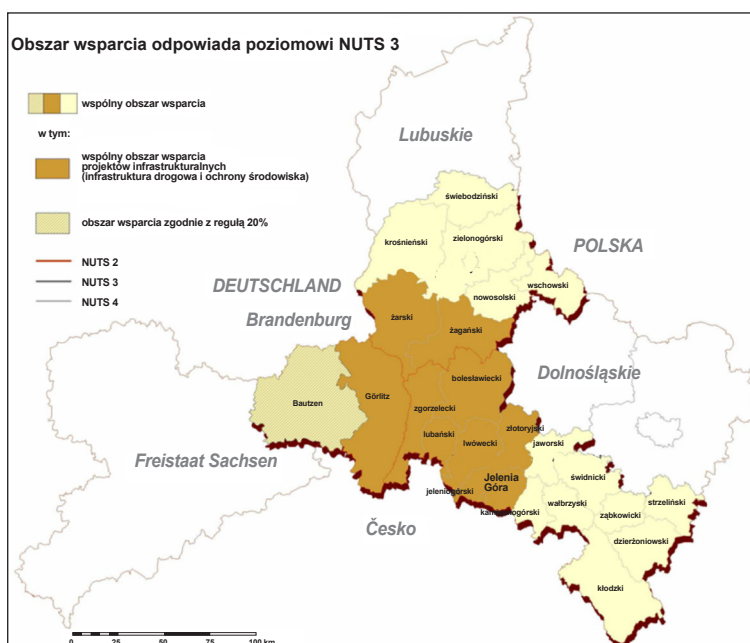 Obszar wsparcia odpowiada poziomowi NUTS 3
wspólny obszar wsparcia
w tym:
wspólny obszar wsparcia
projektów infrastrukturalnych
(infrastruktura drogowa i ochrony środowiska)
obszar wsparcia zgodnie z regułą 20%
NUTS 2
NUTS 3
NUTS 4
Lubuskie
świebodziński
krośnieński
zielonogórski
POLSKA
DEUTSCHLAND
wschowski
nowosolski
Brandenburg
żarski
żagański
Dolnośląskie
bolesławiecki
Bautzen
Görlitz
zgorzelecki
złotoryjski
lubański
lwówecki
jaworski
Freistaat Sachsen
Jelenia
Góra
świdnicki
jeleniogórski
wałbrzyski
strzeliński
kamiennogórski
ząbkowicki
Česko
dzierżoniowski
kłodzki
0 25 50 75 100 km